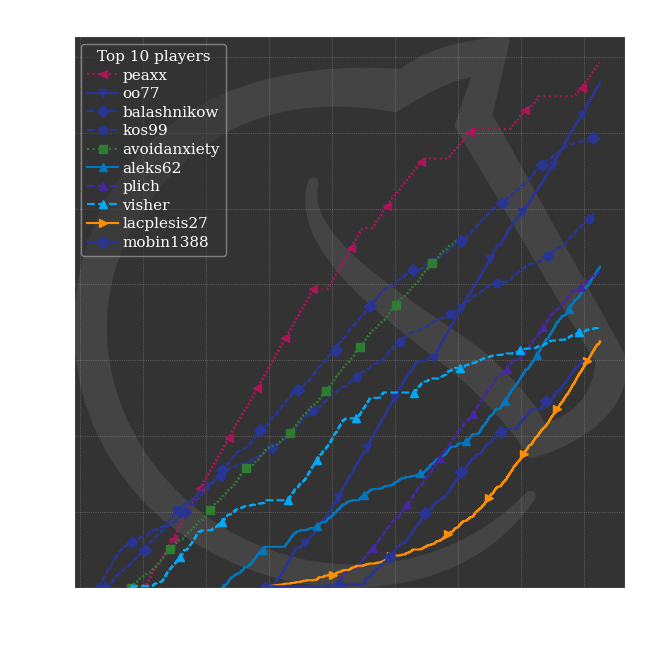 Top 10 players
peaxx
oo77
balashnikow
kos99
avoidanxiety
aleks62
plich
visher
lacplesis27
mobin1388